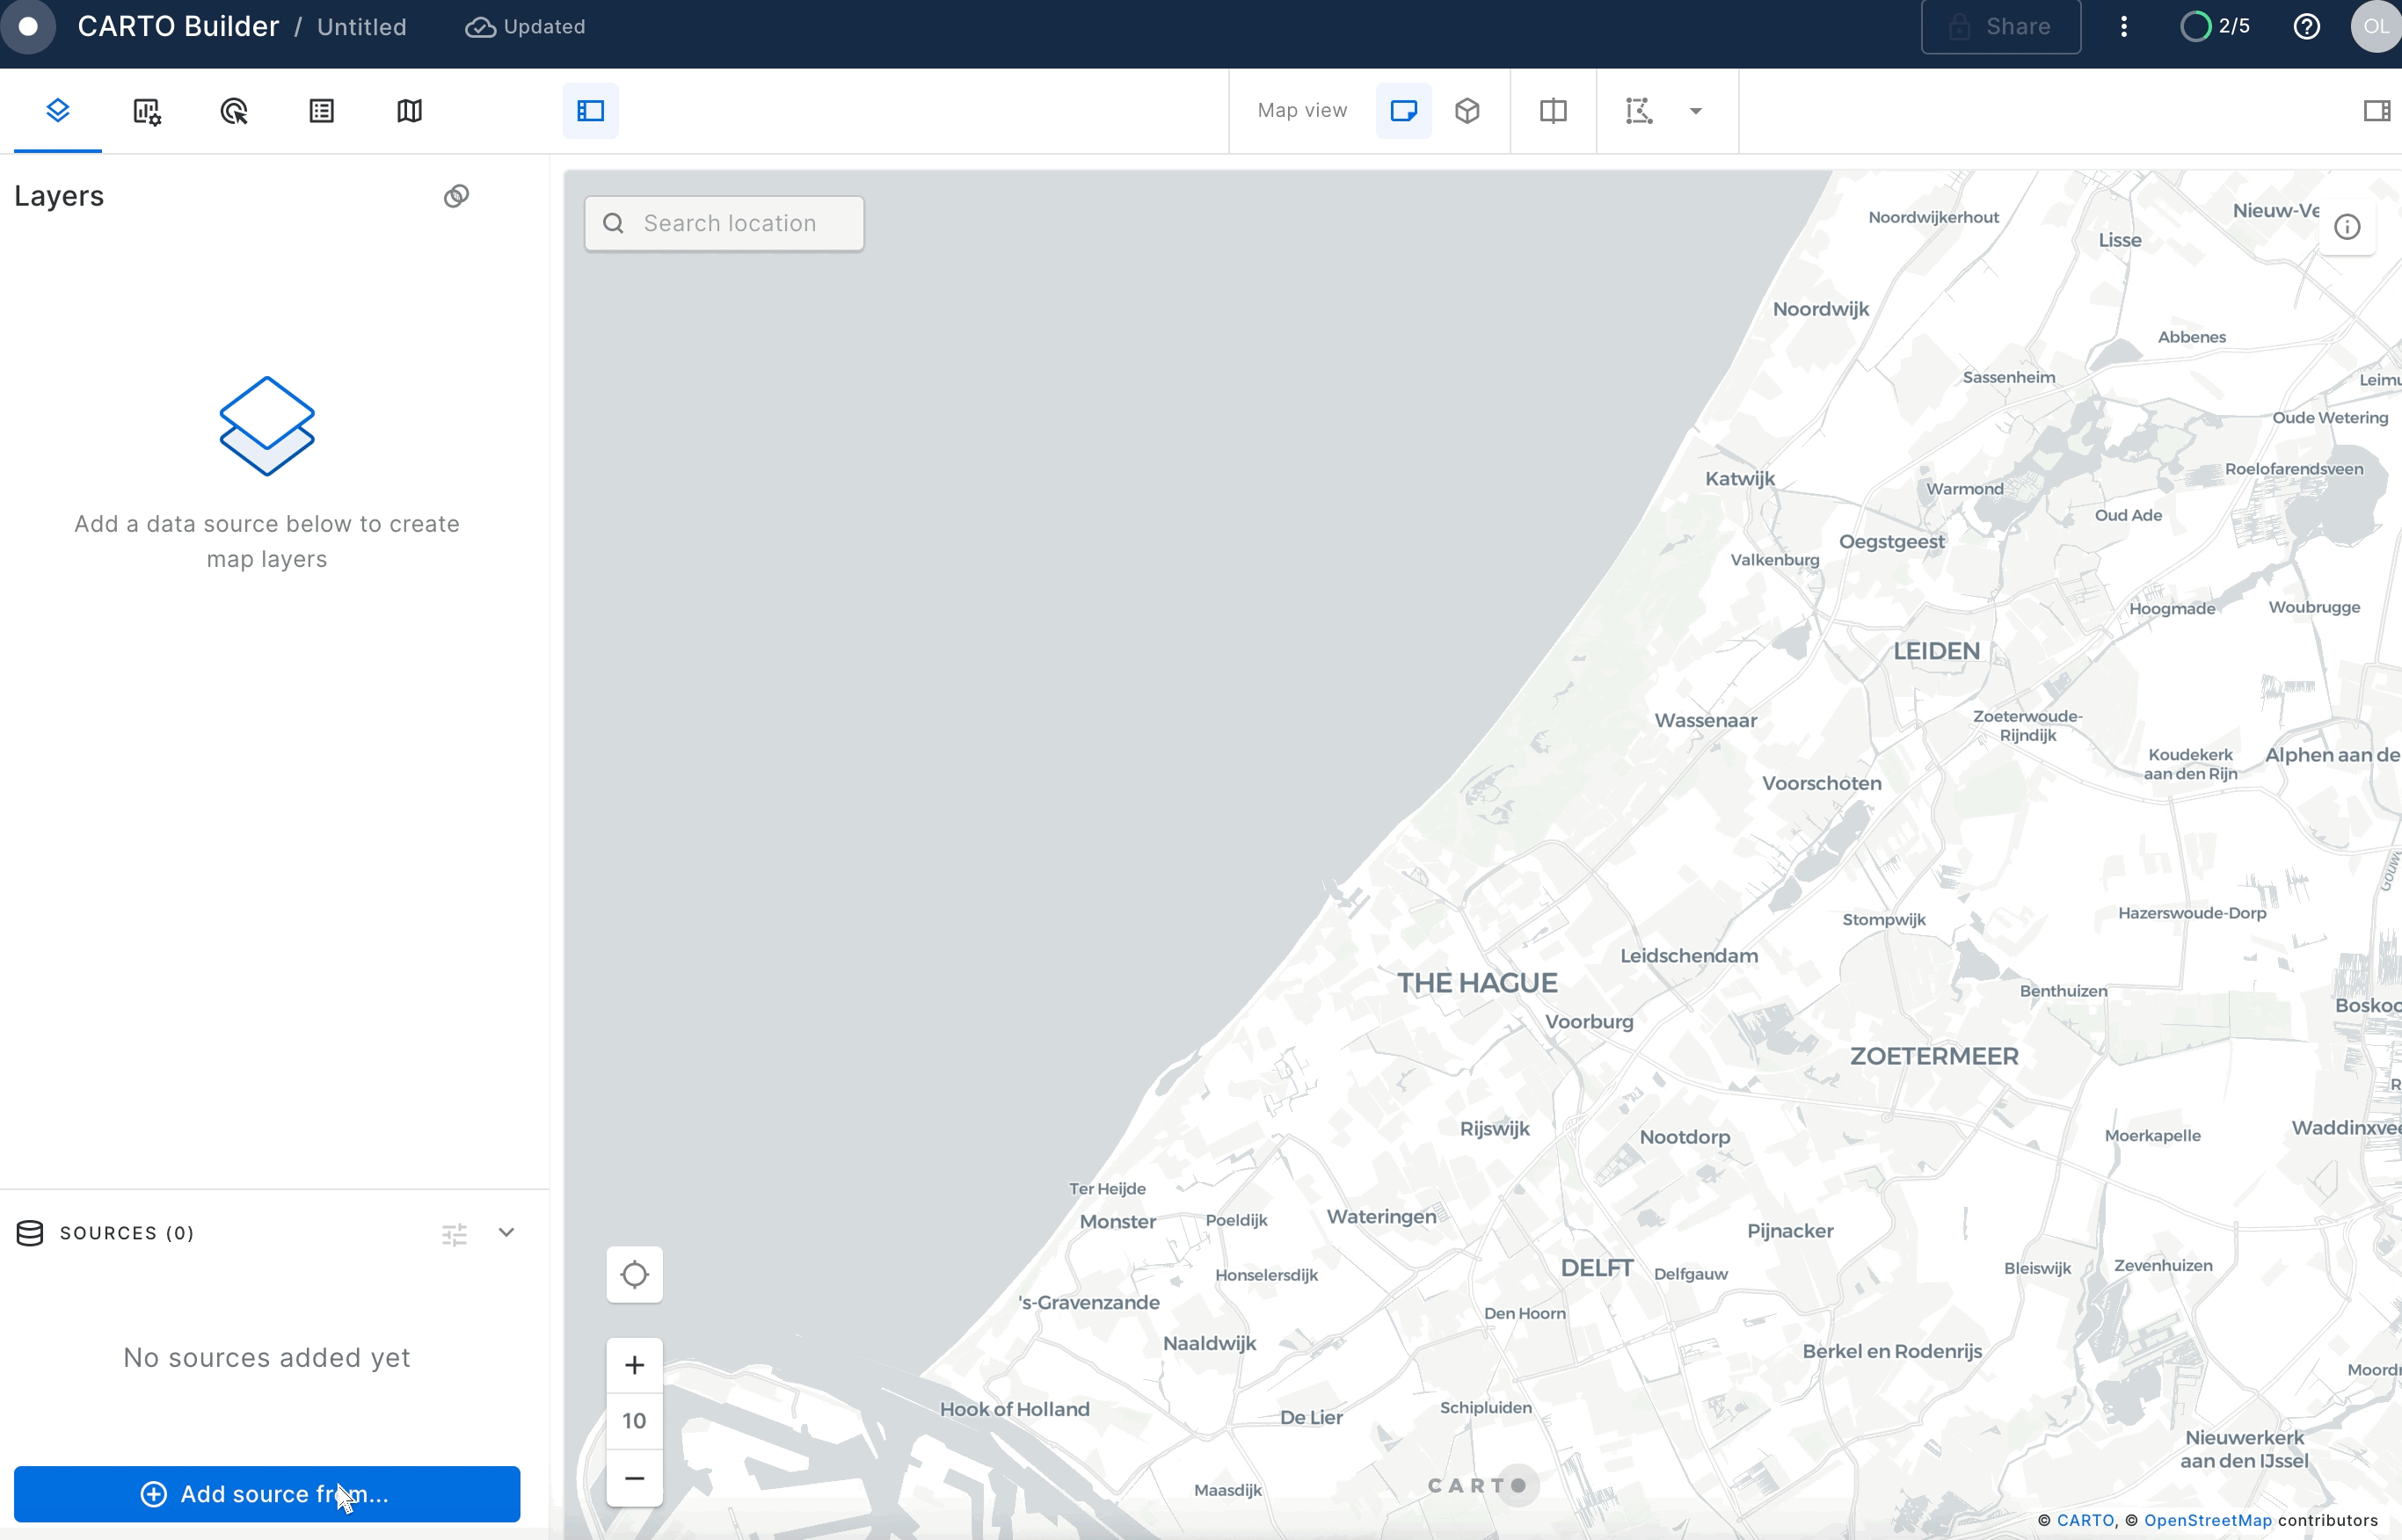 CARTO Builder / Untitled
Updated
Share
2/5
OL
Map view
Layers
Search location
Add a data source below to create
map layers
SOURCES (0)
No sources added yet
Add source from...
10
Noordwijkerhout
Nieuw-Ve
Lisse
Noordwijk
Abbenes
Sassenheim
Leimu
Oude Wetering
Roelofarendsveen
Katwijk
Warmond
Oud Ade
Oegstgeest
Valkenburg
Hoogmade
Woubrugge
LEIDEN
Wassenaar
Zoeterwoude-
Rijndijk
Koudekerk
aan den Rijn
Alphen aan de
Voorschoten
Gouw
Stompwijk
Hazerswoude-Dorp
Leidschendam
THE HAGUE
Benthuizen
Boskoo
Voorburg
ZOETERMEER
R
Rijswijk
Nootdorp
Moerkapelle
Waddinxvee
Ter Heijde
Monster
Poeldijk
Wateringen
Pijnacker
DELFT
Delfgauw
Bleiswijk
Zevenhuizen
Honselersdijk
's-Gravenzande
Den Hoorn
Naaldwijk
Berkel en Rodenrijs
Moordr
Hook of Holland
De Lier
Schipluiden
Nieuwerkerk
aan den IJssel
Maasdijk
CARTO
© CARTO, © OpenStreetMap contributors